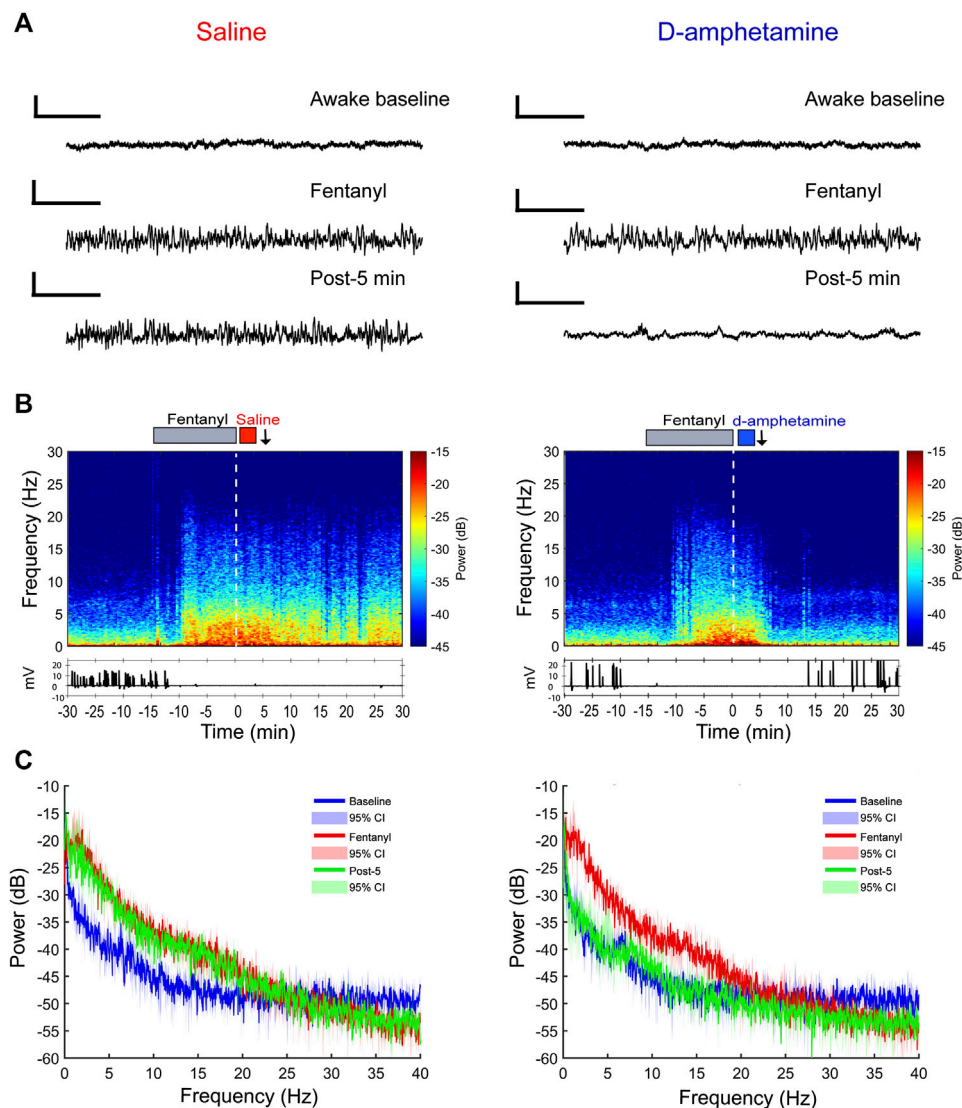 A
Saline
D-amphetamine
Awake baseline
Fentanyl
Post-5 min
Awake baseline
Fentanyl
Post-5 min
B
Fentanyl Saline
30
25
20
15
10
5
0
Frequency (Hz)
-15
-20
-25
-30
-35
-40
-45
Power (dB)
mV
20
10
0
-10
-30 -25 -20 -15 -10 -5 0 5 10 15 20 25 30
Time (min)
Fentanyl d-amphetamine
30
25
20
15
10
5
0
Frequency (Hz)
-15
-20
-25
-30
-35
-40
-45
Power (dB)
mV
20
10
0
-10
-30 -25 -20 -15 -10 -5 0 5 10 15 20 25 30
Time (min)
C
-10
-15
-20
-25
-30
-35
-40
-45
-50
-55
-60
Power (dB)
Baseline
95% CI
Fentanyl
95% CI
Post-5
95% CI
0 5 10 15 20 25 30 35 40
Frequency (Hz)
-10
-15
-20
-25
-30
-35
-40
-45
-50
-55
-60
Power (dB)
Baseline
95% CI
Fentanyl
95% CI
Post-5
95% CI
0 5 10 15 20 25 30 35 40
Frequency (Hz)